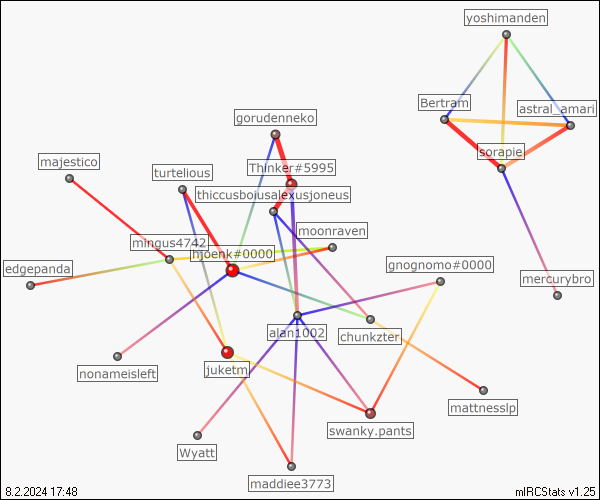 yoshimanden
Bertram
astral_amari
gorudenneko
sorapie
majestico
turtelious
Thinker#5995
thiccusboiusalexusjoneus
moonraven
mingus4742
njoenk#0000
edgepanda
gnognomo#0000
mercurybro
alan1002
chunkzter
nonameisleft
juketm
mattnesslp
swanky.pants
Wyatt
maddiee3773
8.2.2024 17:48
mIRCStats v1.25